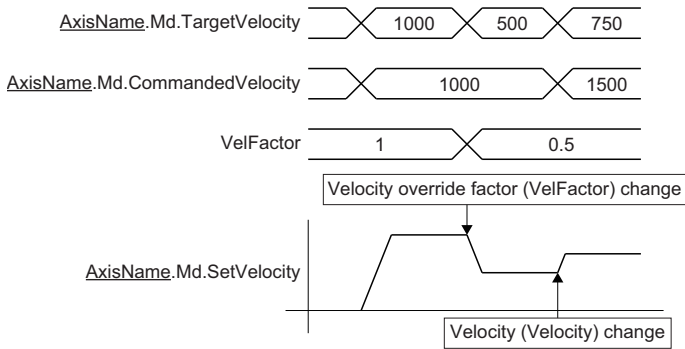 AxisName.Md.TargetVelocity 1000 500 750
AxisName.Md.CommandedVelocity 1000 1500
VelFactor 1 0.5
Velocity override factor (VelFactor) change
AxisName.Md.SetVelocity
Velocity (Velocity) change